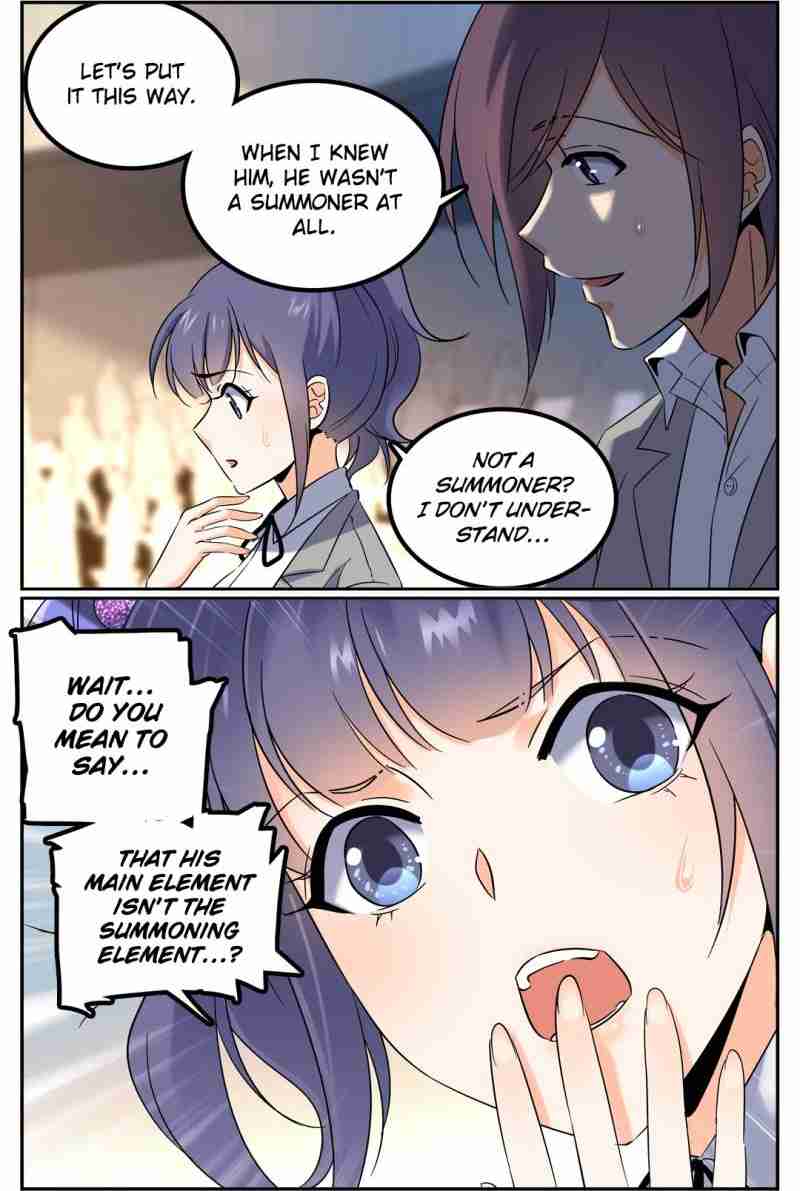 LET'S PUT
IT THIS WAY.
WHEN I KNEW
HIM, HE WASN'T
A SUMMONER AT
ALL.
NOT A
SUMMONER?
I DON'T UNDER-
STAND...
WAIT...
DO YOU
MEAN TO
SAY...
THAT HIS
MAIN ELEMENT
ISN'T THE
SUMMONING
ELEMENT...?